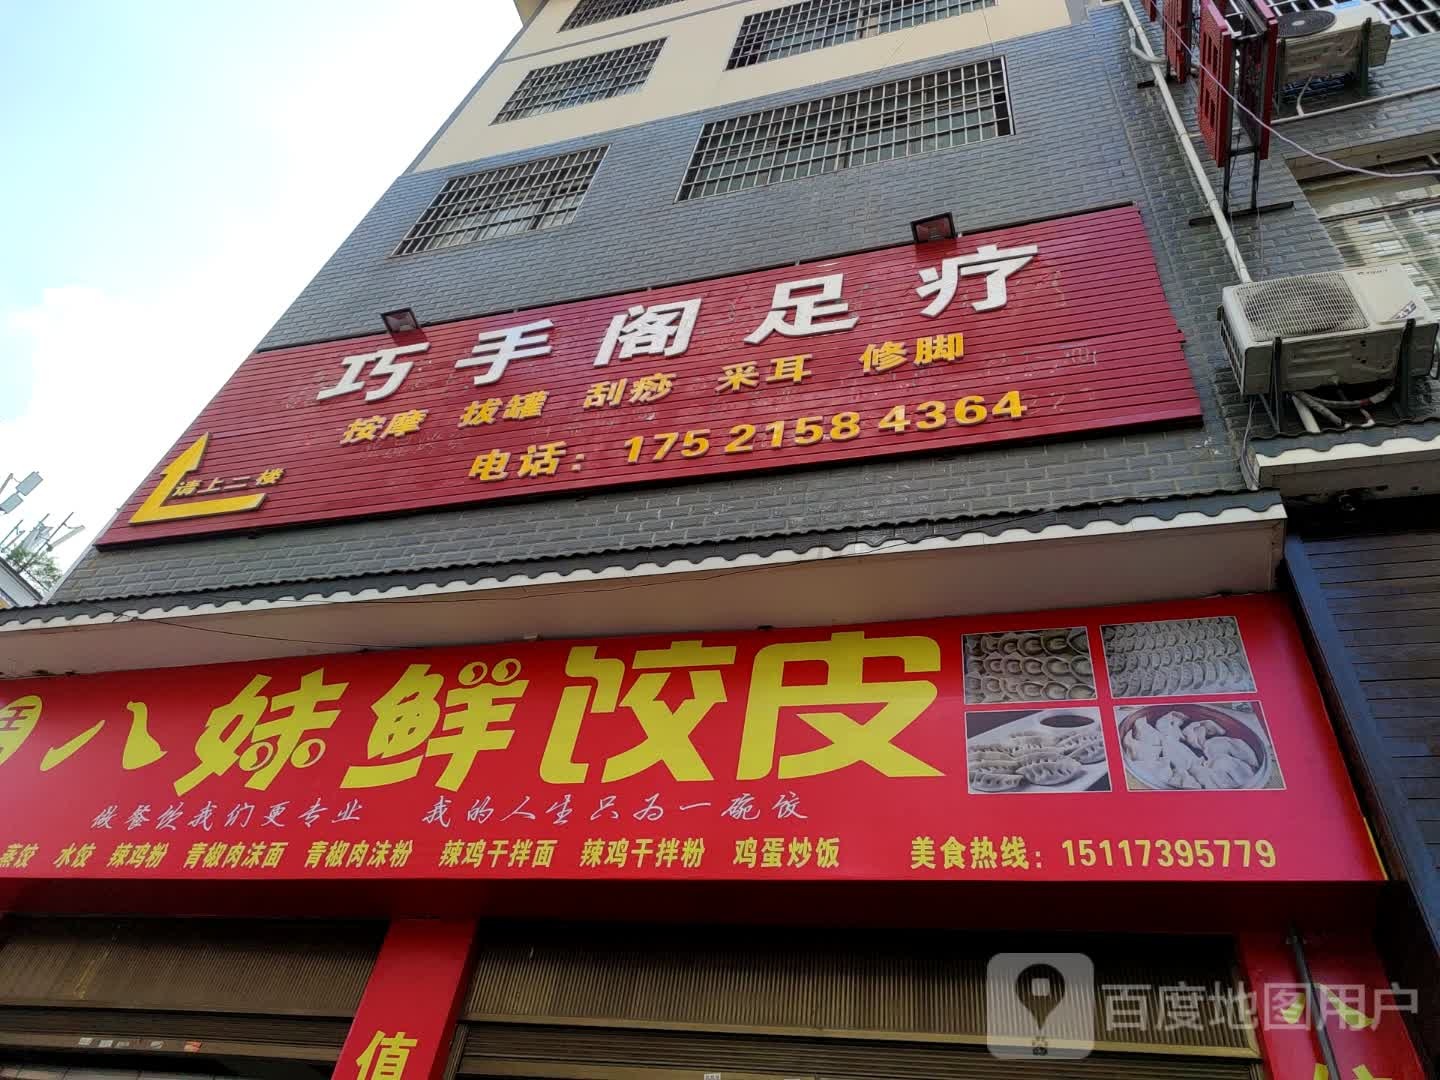 巧手阁足疗
按摩 拔罐 刮痧 采耳 修脚
电话：17521584364
请上二楼
周八妹鲜饺皮
做餐饮我们更专业 我的人生只为一碗饺
蒸饺 水饺 辣鸡粉 青椒肉沫面 青椒肉沫粉 辣鸡干拌面 辣鸡干拌粉 鸡蛋炒饭 美食热线：15117395779
值
百度地图用户